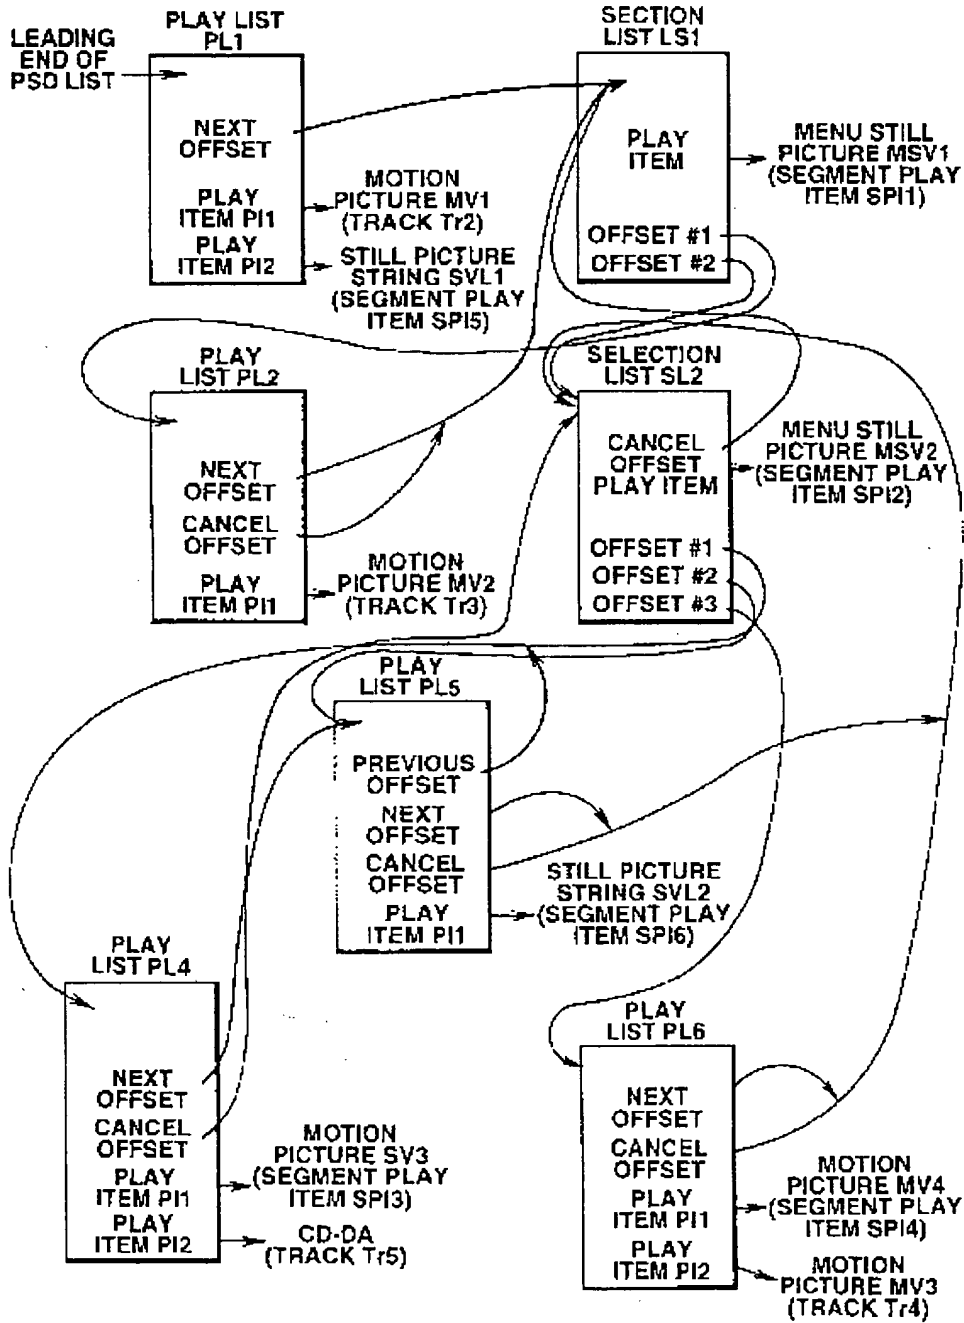 LEADING
END OF
PSD LIST
PLAY LIST
PL1
NEXT
OFFSET
PLAY
ITEM PI1
PLAY
ITEM PI2
MOTION
PICTURE MV1
(TRACK Tr2)
STILL PICTURE
STRING SVL1
(SEGMENT PLAY
ITEM SPI5)
SECTION
LIST LS1
PLAY
ITEM
OFFSET #1
OFFSET #2
MENU STILL
PICTURE MSV1
(SEGMENT PLAY
ITEM SPI1)
PLAY
LIST PL2
NEXT
OFFSET
CANCEL
OFFSET
PLAY
ITEM PI1
MOTION
PICTURE MV2
(TRACK Tr3)
SELECTION
LIST SL2
CANCEL
OFFSET
PLAY ITEM
OFFSET #1
OFFSET #2
OFFSET #3
MENU STILL
PICTURE MSV2
(SEGMENT PLAY
ITEM SPI2)
PLAY
LIST PL5
PREVIOUS
OFFSET
NEXT
OFFSET
CANCEL
OFFSET
PLAY
ITEM PI1
STILL PICTURE
STRING SVL2
(SEGMENT PLAY
ITEM SPI6)
PLAY
LIST PL4
NEXT
OFFSET
CANCEL
OFFSET
PLAY
ITEM PI1
PLAY
ITEM PI2
MOTION
PICTURE SV3
(SEGMENT PLAY
ITEM SPI3)
CD-DA
(TRACK Tr5)
PLAY
LIST PL6
NEXT
OFFSET
CANCEL
OFFSET
PLAY
ITEM PI1
PLAY
ITEM PI2
MOTION
PICTURE MV4
(SEGMENT PLAY
ITEM SPI4)
MOTION
PICTURE MV3
(TRACK Tr4)